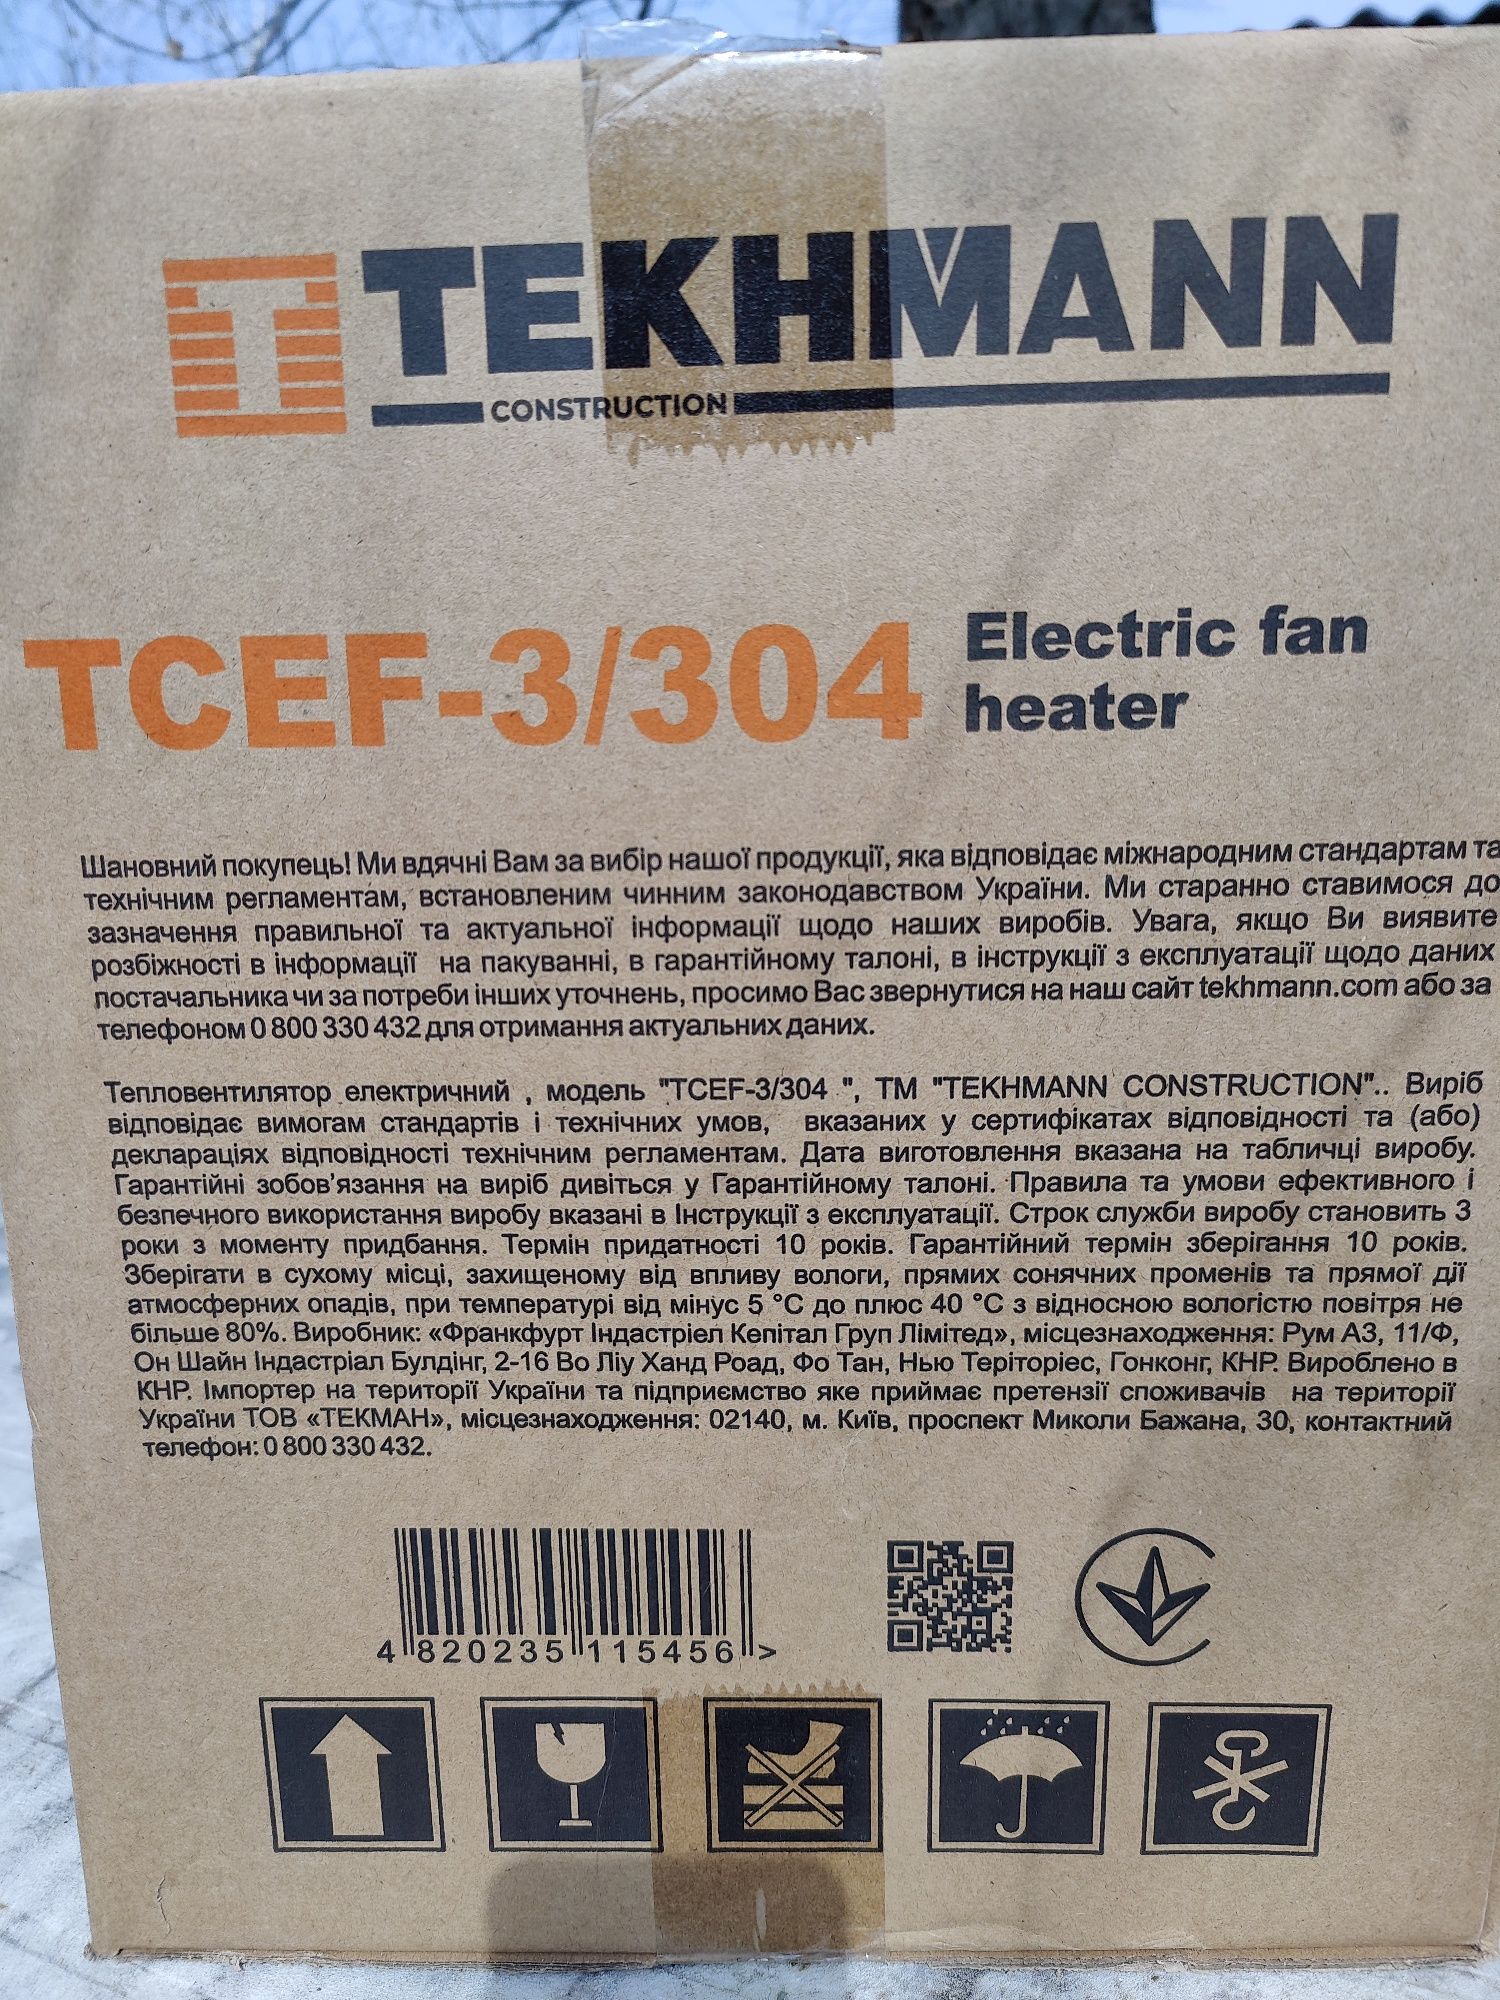 TEKHMANN
CONSTRUCTION
TCEF-3/304
Electric fan
heater
Шановний покупець! Ми вдячні Вам за вибір нашої продукції, яка відповідає міжнародним стандартам та
технічним регламентам, встановленим чинним законодавством України. Ми старанно ставимося до
зазначення правильної та актуальної інформації щодо наших виробів. Увага, якщо Ви виявите
розбіжності в інформації на пакуванні, в гарантійному талоні, в інструкції з експлуатації щодо даних
постачальника чи за потреби інших уточнень, просимо Вас звернутися на наш сайт tekhmann.com або за
телефоном 0 800 330 432 для отримання актуальних даних.
Тепловентилятор електричний , модель "TCEF-3/304 ", ТМ "TEKHMANN CONSTRUCTION".. Виріб
відповідає вимогам стандартів і технічних умов, вказаних у сертифікатах відповідності та (або)
деклараціях відповідності технічним регламентам. Дата виготовлення вказана на табличці виробу.
Гарантійні зобов'язання на виріб дивіться у Гарантійному талоні. Правила та умови ефективного і
безпечного використання виробу вказані в Інструкції з експлуатації. Строк служби виробу становить 3
роки з моменту придбання. Термін придатності 10 років. Гарантійний термін зберігання 10 років.
Зберігати в сухому місці, захищеному від впливу вологи, прямих сонячних променів та прямої дії
атмосферних опадів, при температурі від мінус 5 °C до плюс 40 °C з відносною вологістю повітря не
більше 80%. Виробник: «Франкфурт Індастріел Кепітал Груп Лімітед», місцезнаходження: Рум А3, 11/Ф,
Он Шайн Індастріал Булдінг, 2-16 Во Ліу Ханд Роад, Фо Тан, Нью Теріторіес, Гонконг, КНР. Вироблено в
КНР. Імпортер на території України та підприємство яке приймає претензії споживачів на території
України ТОВ «ТЕКМАН», місцезнаходження: 02140, м. Київ, проспект Миколи Бажана, 30, контактний
телефон: 0 800 330 432.
4 820235 115456 >